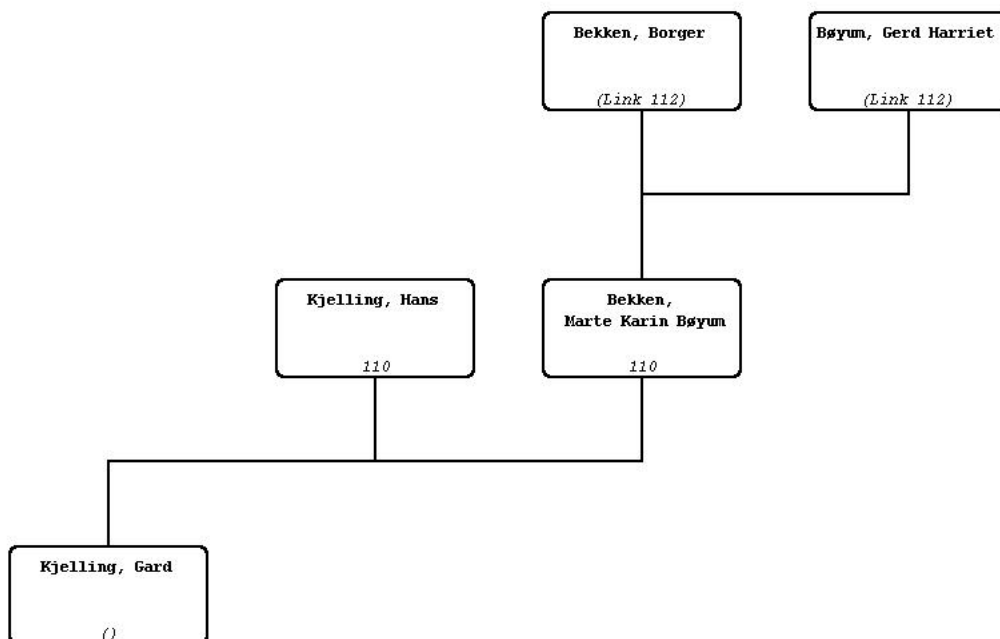 Bekken, Borger
(Link 112)
Bøyum, Gerd Harriet
(Link 112)
Kjelling, Hans
110
Bekken,
Marte Karin Bøyum
110
Kjelling, Gard
()